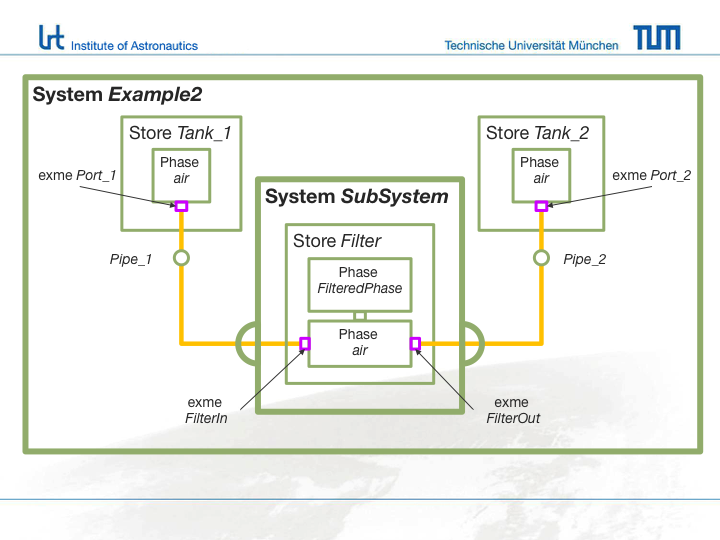 lrt Institute of Astronautics
Technische Universität München TUM
System Example2
Store Tank_1
Phase
air
exme Port_1
Pipe_1
Store Tank_2
Phase
air
exme Port_2
Pipe_2
System SubSystem
Store Filter
Phase
FilteredPhase
Phase
air
exme
FilterIn
exme
FilterOut